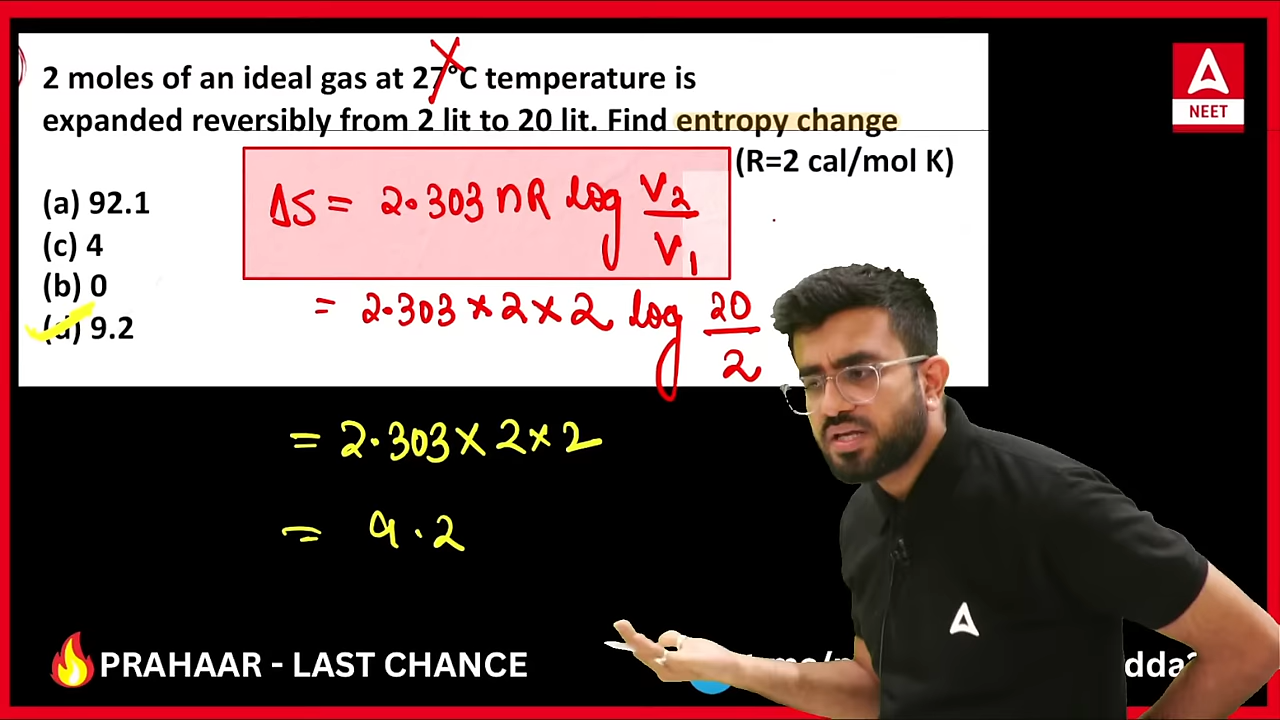 2 moles of an ideal gas at 27°C temperature is
expanded reversibly from 2 lit to 20 lit. Find entropy change
(R=2 cal/mol K)
(a) 92.1
(c) 4
(b) 0
(d) 9.2
ΔS = 2.303 nR log V2/V1
= 2.303 × 2 × 2 log 20/2
= 2.303 × 2 × 2
= 9.2
NEET
PRAHAAR - LAST CHANCE